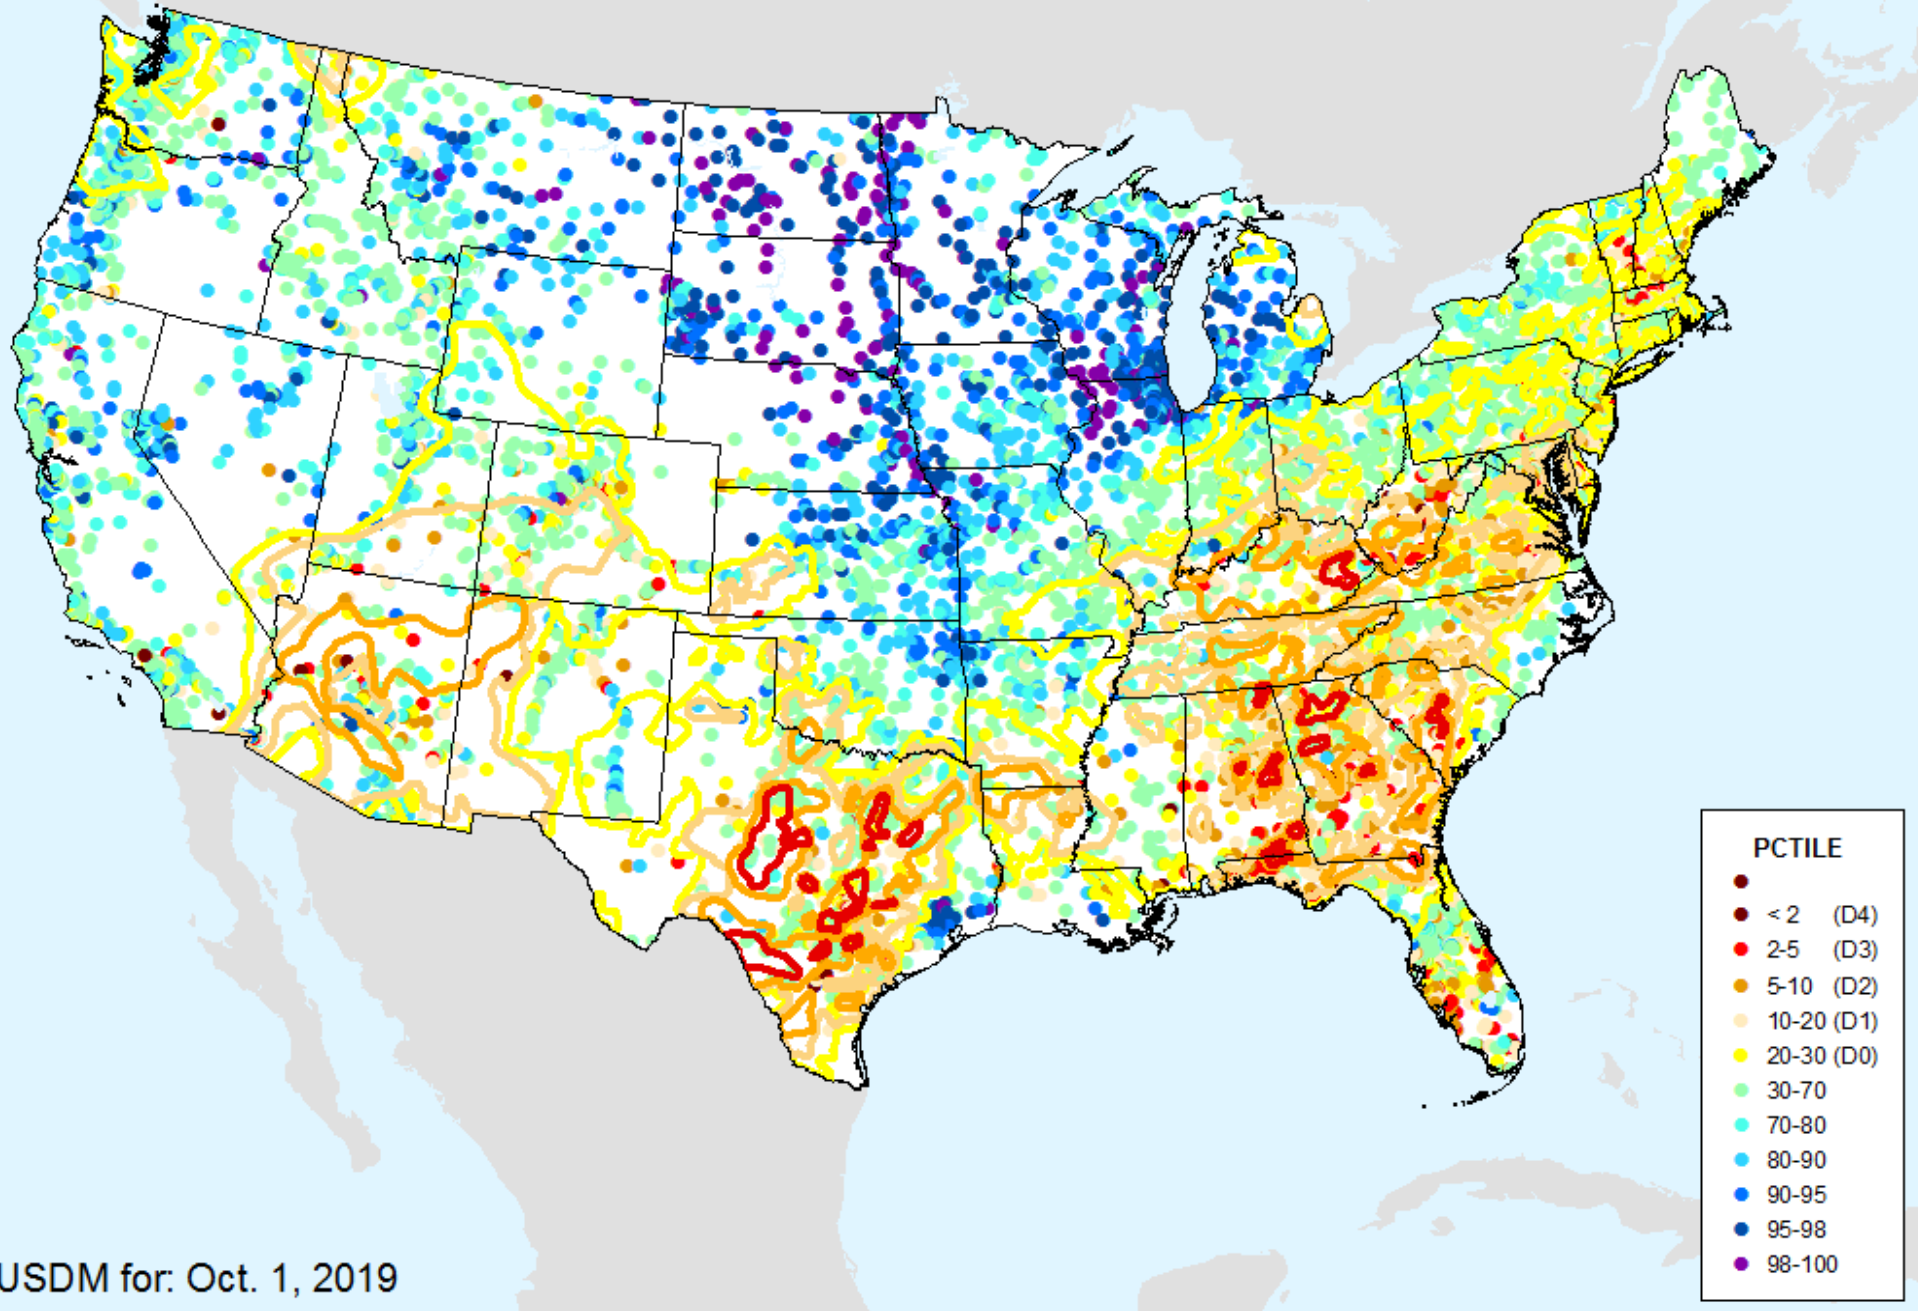 PCTILE
< 2 (D4)
2-5 (D3)
5-10 (D2)
10-20 (D1)
20-30 (D0)
30-70
70-80
80-90
90-95
95-98
98-100
USDM for: Oct. 1, 2019